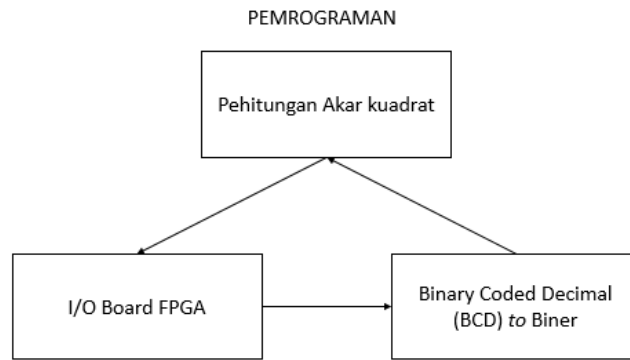 PEMROGRAMAN
Pehitungan Akar kuadrat
I/O Board FPGA
Binary Coded Decimal
(BCD) to Biner